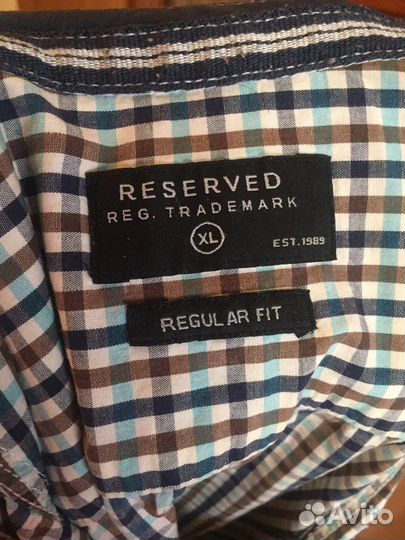 RESERVED
REG. TRADEMARK
XL
EST.1989
REGULAR FIT
Avito